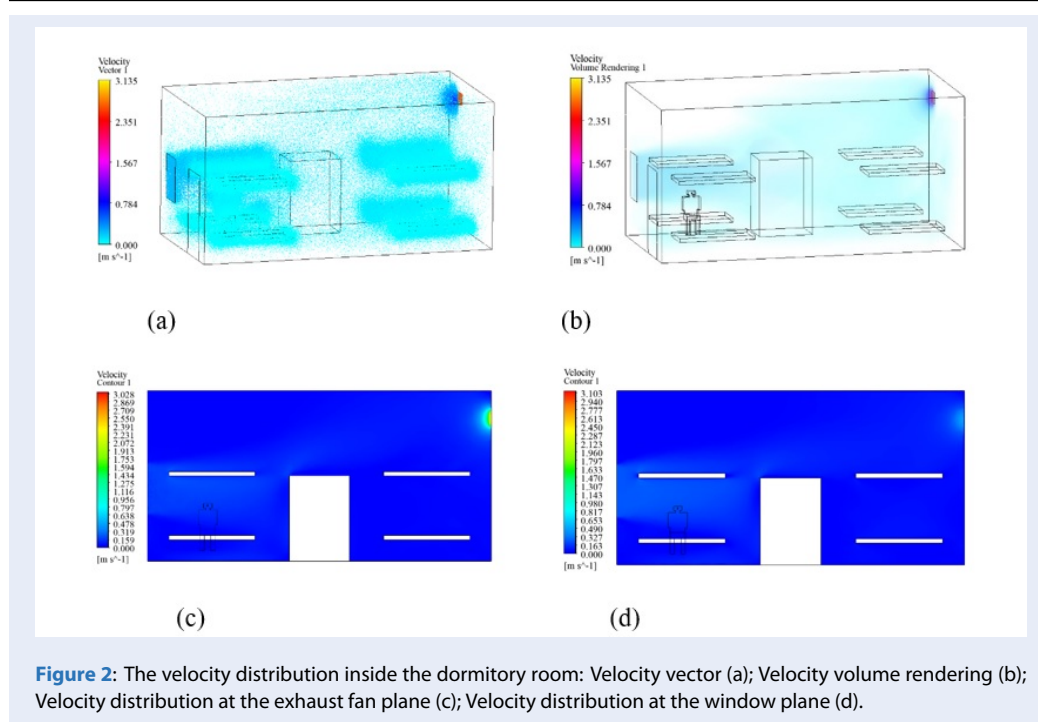 Velocity
Vector 1
3.135
2.351
1.567
0.784
0.000
[m s^-1]
(a)
Velocity
Volume Rendering 1
3.135
2.351
1.567
0.784
0.000
[m s^-1]
(b)
Velocity
Contour 1
3.028
2.869
2.709
2.550
2.391
2.231
2.072
1.913
1.753
1.594
1.434
1.275
1.116
0.956
0.797
0.638
0.478
0.319
0.159
0.000
[m s^-1]
(c)
Velocity
Contour 1
3.103
2.940
2.777
2.613
2.450
2.287
2.123
1.960
1.797
1.633
1.470
1.307
1.143
0.980
0.817
0.653
0.490
0.327
0.163
0.000
[m s^-1]
(d)
Figure 2: The velocity distribution inside the dormitory room: Velocity vector (a); Velocity volume rendering (b);
Velocity distribution at the exhaust fan plane (c); Velocity distribution at the window plane (d).